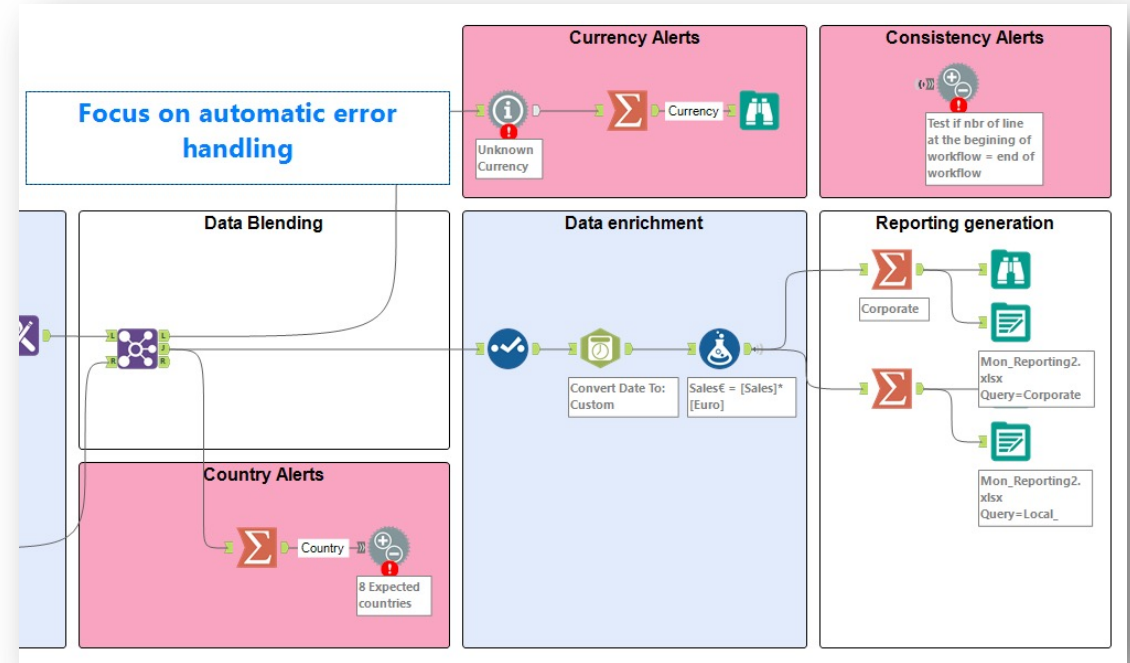 Currency Alerts
Consistency Alerts
Focus on automatic error
handling
Currency
Unknown
Currency
Test if nbr of line
at the begining of
workflow = end of
workflow
Data Blending
Data enrichment
Reporting generation
L
R
L
J
R
Corporate
Convert Date To:
Custom
Sales€ = [Sales]*
[Euro]
Mon_Reporting2.
xlsx
Query=Corporate
Mon_Reporting2.
xlsx
Query=Local_
Country Alerts
Country
8 Expected
countries